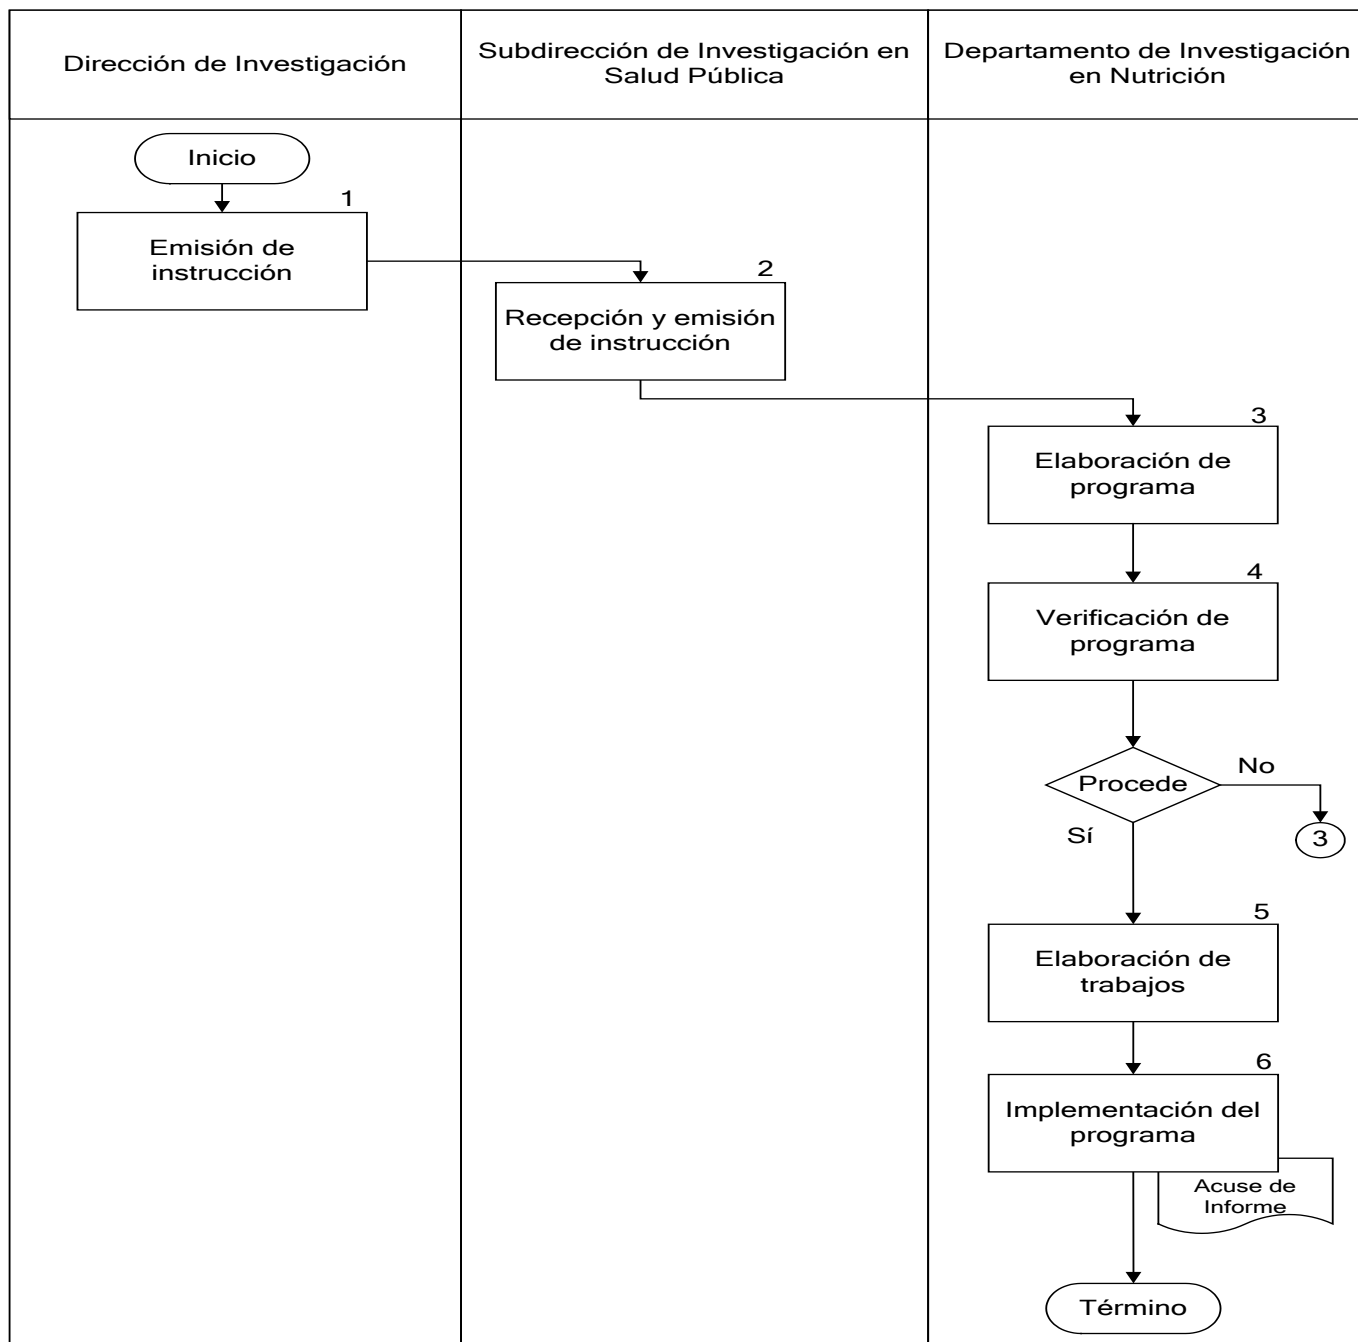 Dirección de Investigación
Subdirección de Investigación en
Salud Pública
Departamento de Investigación
en Nutrición
Inicio
1
Emisión de
instrucción
2
Recepción y emisión
de instrucción
3
Elaboración de
programa
4
Verificación de
programa
Procede
No
3
Sí
5
Elaboración de
trabajos
6
Implementación del
programa
Acuse de
Informe
Término